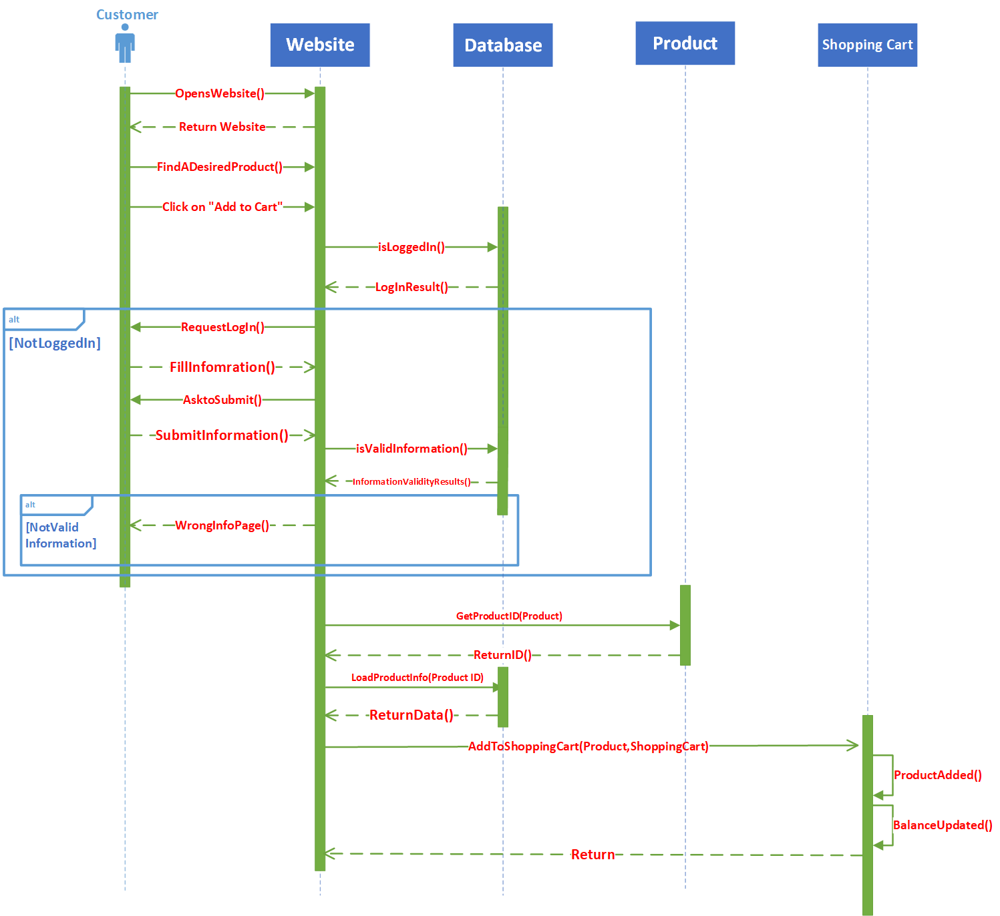 Customer
Website
Database
Product
Shopping Cart
OpensWebsite()
Return Website
FindADesiredProduct()
Click on "Add to Cart"
isLoggedIn()
LogInResult()
alt
RequestLogIn()
[NotLoggedIn]
FillInfomration()
AsktoSubmit()
SubmitInformation()
isValidInformation()
InformationValidityResults()
alt
WrongInfoPage()
[NotValid
Information]
GetProductID(Product)
ReturnID()
LoadProductInfo(Product ID)
ReturnData()
AddToShoppingCart(Product,ShoppingCart)
ProductAdded()
BalanceUpdated()
Return